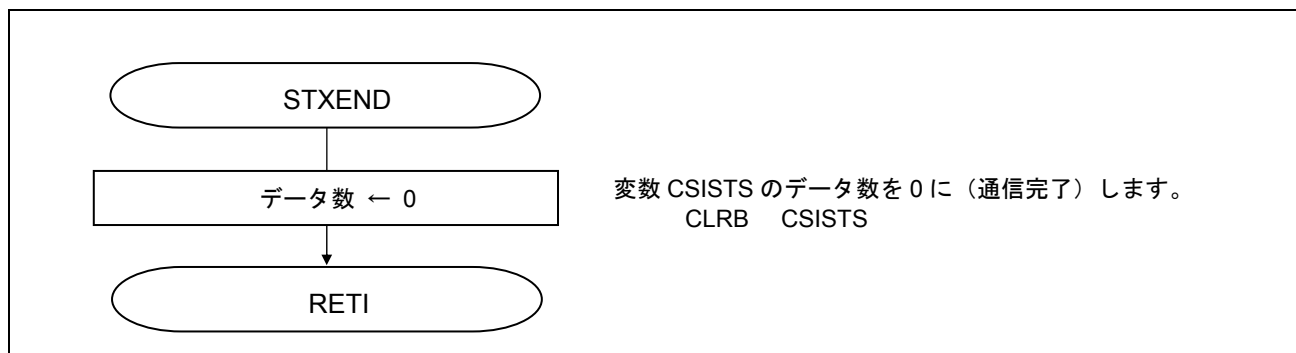 STXEND
データ数 ← 0
変数 CSISTS のデータ数を 0 に（通信完了）します。
CLRB CSISTS
RETI